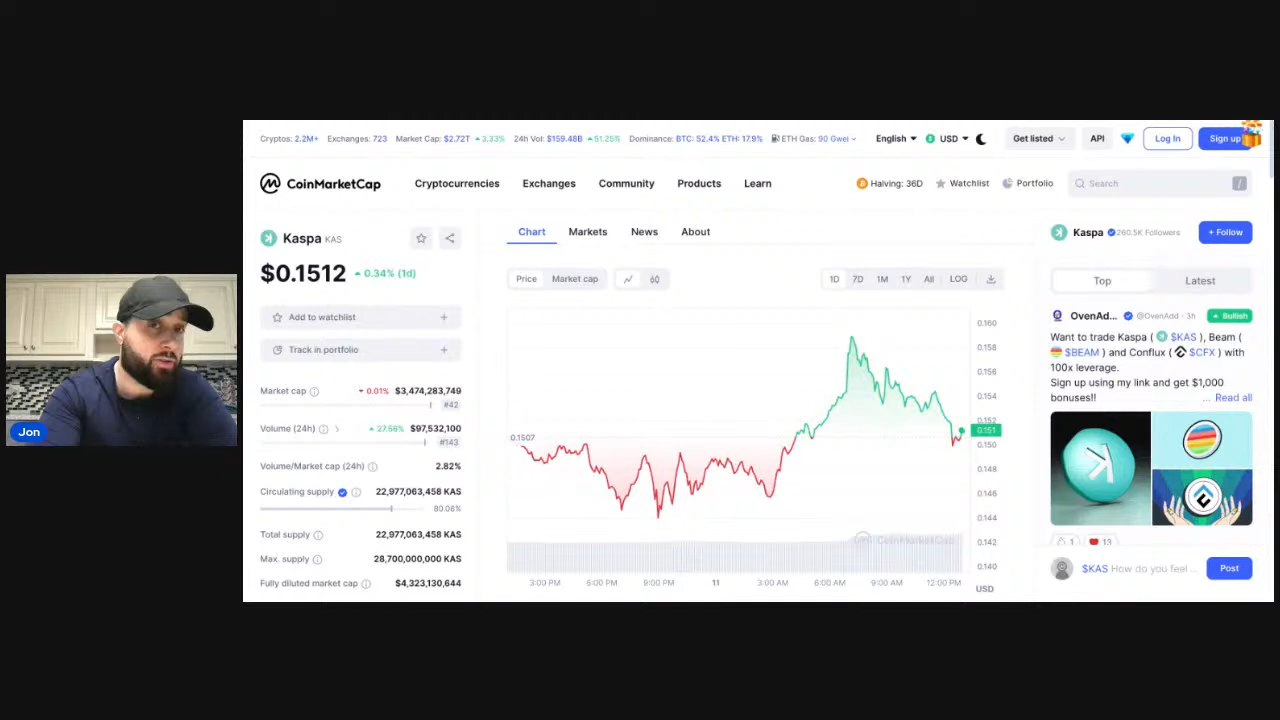 Cryptos: 2.2M+ Exchanges: 723 Market Cap: $2.72T 3.33% 24h Vol: $159.48B 51.25% Dominance: BTC: 52.4% ETH: 17.9% ETH Gas: 90 Gwei English USD Get listed API Log In Sign up
CoinMarketCap Cryptocurrencies Exchanges Community Products Learn Halving: 36D Watchlist Portfolio Search /
Kaspa KAS
$0.1512 0.34% (1d)
Add to watchlist +
Track in portfolio +
Market cap 0.01% $3,474,283,749
#42
Volume (24h) 27.56% $97,532,100
#143
Volume/Market cap (24h) 2.82%
Circulating supply 22,977,063,458 KAS
80.06%
Total supply 22,977,063,458 KAS
Max. supply 28,700,000,000 KAS
Fully diluted market cap $4,323,130,644
Chart Markets News About
Price Market cap 1D 7D 1M 1Y All LOG
0.160
0.158
0.156
0.154
0.152
0.151
0.1507
0.150
0.148
0.146
0.144
0.142
0.140
CoinMarketCap
3:00 PM 6:00 PM 9:00 PM 11 3:00 AM 6:00 AM 9:00 AM 12:00 PM
USD
Kaspa 260.5K Followers + Follow
Top Latest
OvenAd... @OvenAdd · 3h Bullish
Want to trade Kaspa ( $KAS ), Beam (
$BEAM ) and Conflux ( $CFX ) with
100x leverage.
Sign up using my link and get $1,000
bonuses!! ... Read all
1 13
$KAS How do you feel ... Post
Jon